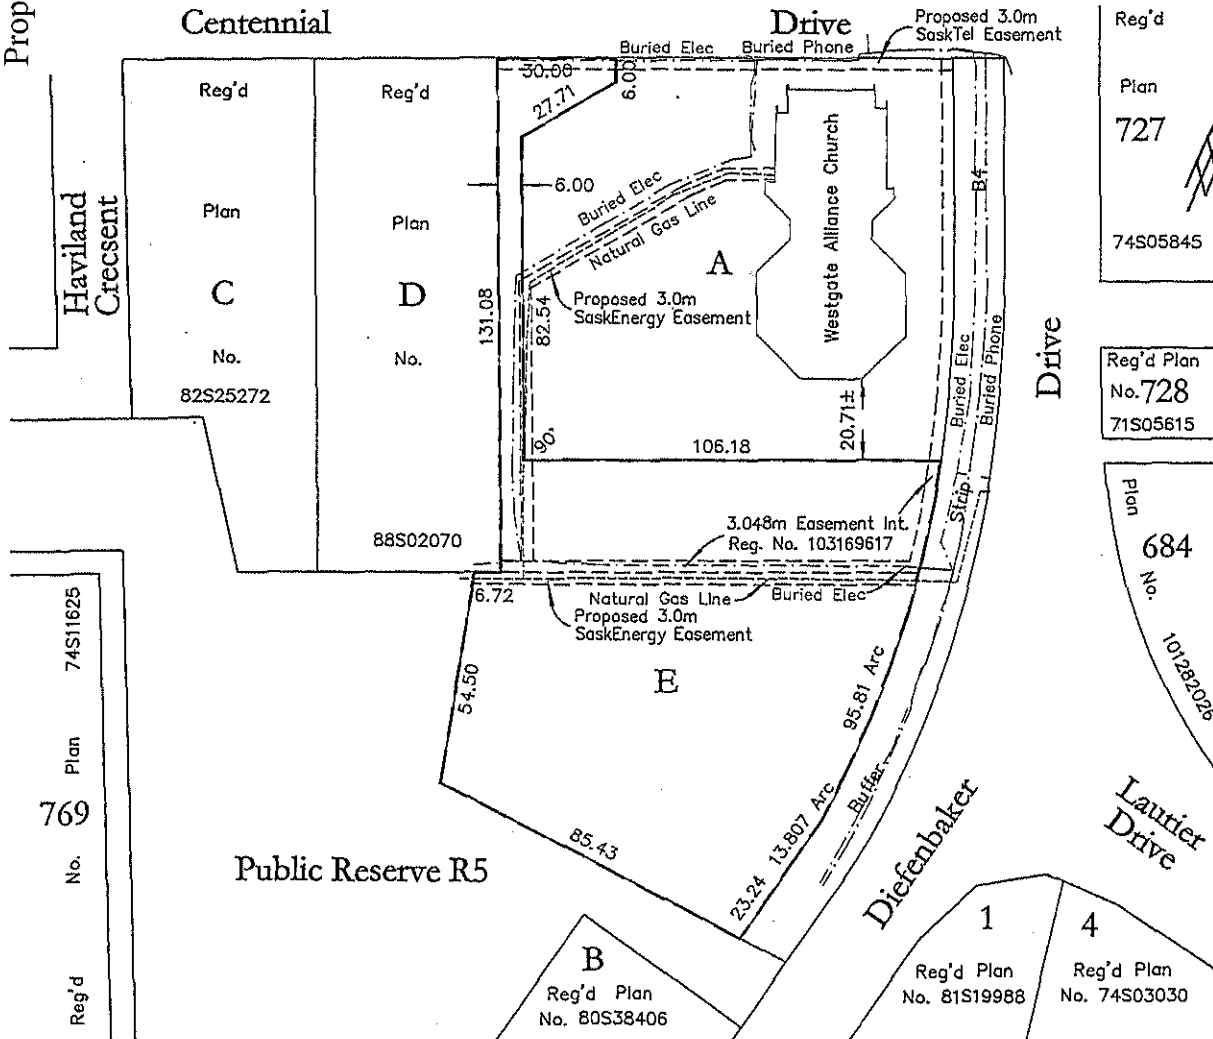 Prop
Centennial
Drive
Proposed 3.0m
SaskTel Easement
Reg'd
Plan
727
74S05845
Buried Elec
Buried Phone
30.00
6.00
27.71
Reg'd
Plan
C
No.
82S25272
Reg'd
Plan
D
No.
88S02070
Haviland
Crecsent
6.00
Buried Elec
Natural Gas Line
A
Westgate Alliance Church
B4
Proposed 3.0m
SaskEnergy Easement
131.08
82.54
Buried Elec
Buried Phone
Drive
Reg'd Plan
No. 728
71S05615
90°
106.18
20.71±
Strip
3.048m Easement Int.
Reg. No. 103169617
Plan
684
No.
101282026
6.72
Natural Gas Line
Buried Elec
Proposed 3.0m
SaskEnergy Easement
E
54.50
95.81 Arc
74S11625
Plan
769
No.
Reg'd
85.43
13.807 Arc
23.24
Buffer
Diefenbaker
Laurier
Drive
Public Reserve R5
B
Reg'd Plan
No. 80S38406
1
Reg'd Plan
No. 81S19988
4
Reg'd Plan
No. 74S03030